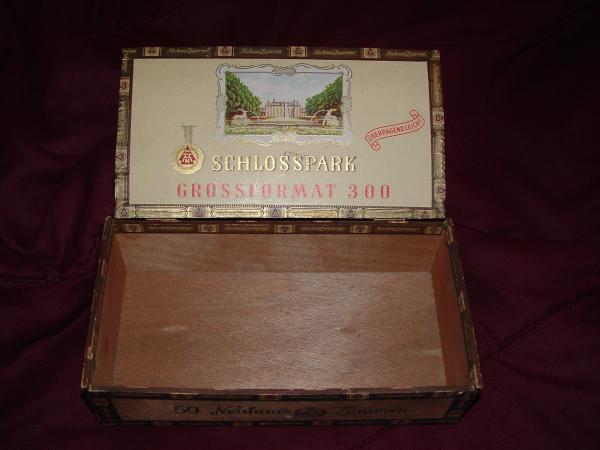 ÜBERRAGEND LEICHT
SCHLOSSPARK
GROSSFORMAT 300
50 Neuhaus Zigarren